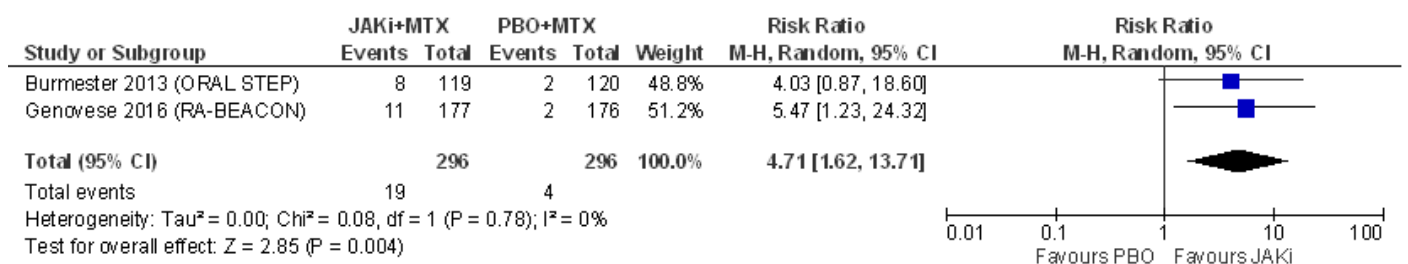 JAKi+MTX PBO+MTX Risk Ratio Risk Ratio
Study or Subgroup Events Total Events Total Weight M-H, Random, 95% CI M-H, Random, 95% CI
Burmester 2013 (ORAL STEP) 8 119 2 120 48.8% 4.03 [0.87, 18.60]
Genovese 2016 (RA-BEACON) 11 177 2 176 51.2% 5.47 [1.23, 24.32]
Total (95% CI) 296 296 100.0% 4.71 [1.62, 13.71]
Total events 19 4
Heterogeneity: Tau² = 0.00; Chi² = 0.08, df = 1 (P = 0.78); I² = 0%
Test for overall effect: Z = 2.85 (P = 0.004)
0.01 0.1 1 10 100
Favours PBO Favours JAKi